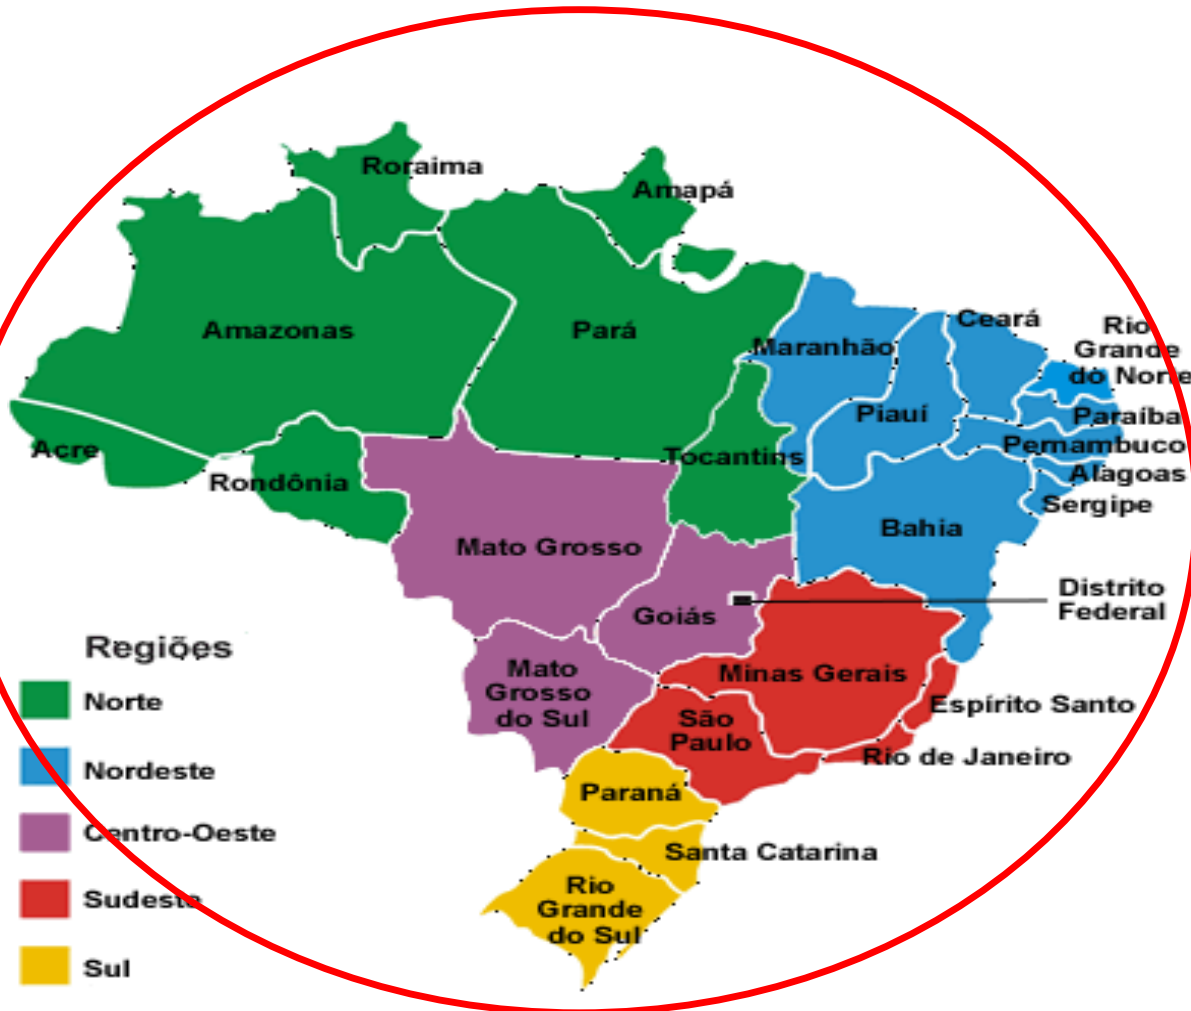 Roraima
Amapá
Amazonas
Pará
Maranhão
Ceará
Rio
Grande
do Norte
Piauí
Paraíba
Acre
Rondônia
Tocantins
Pernambuco
Alagoas
Sergipe
Bahia
Mato Grosso
Distrito
Federal
Goiás
Mato
Grosso
do Sul
Minas Gerais
Espírito Santo
São
Paulo
Rio de Janeiro
Paraná
Santa Catarina
Rio
Grande
do Sul
Regiões
Norte
Nordeste
Centro-Oeste
Sudeste
Sul